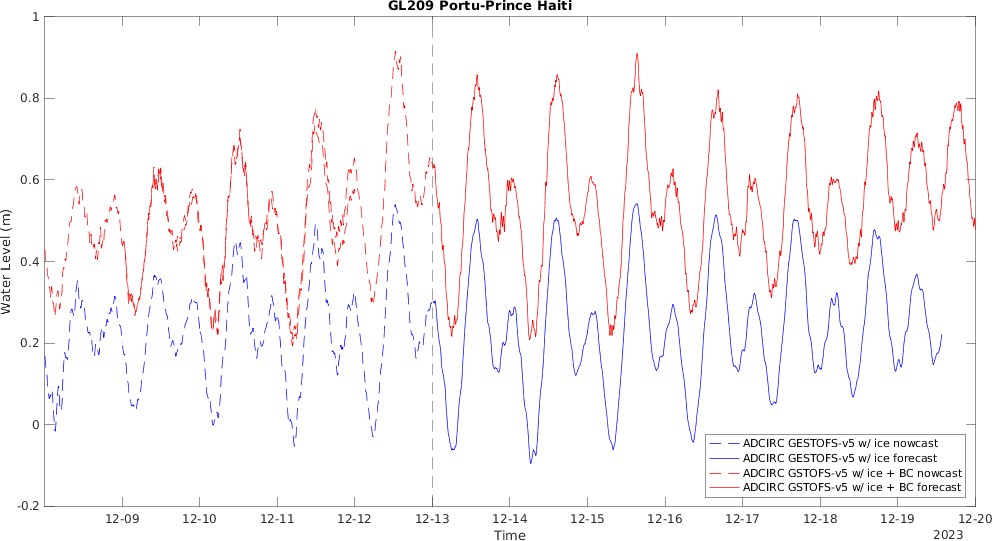 GL209 Portu-Prince Haiti
1
0.8
0.6
0.4
0.2
0
-0.2
Water Level (m)
ADCIRC GESTOFS-v5 w/ ice nowcast
ADCIRC GESTOFS-v5 w/ ice forecast
ADCIRC GSTOFS-v5 w/ ice + BC nowcast
ADCIRC GSTOFS-v5 w/ ice + BC forecast
12-09 12-10 12-11 12-12 12-13 12-14 12-15 12-16 12-17 12-18 12-19 12-20
Time
2023